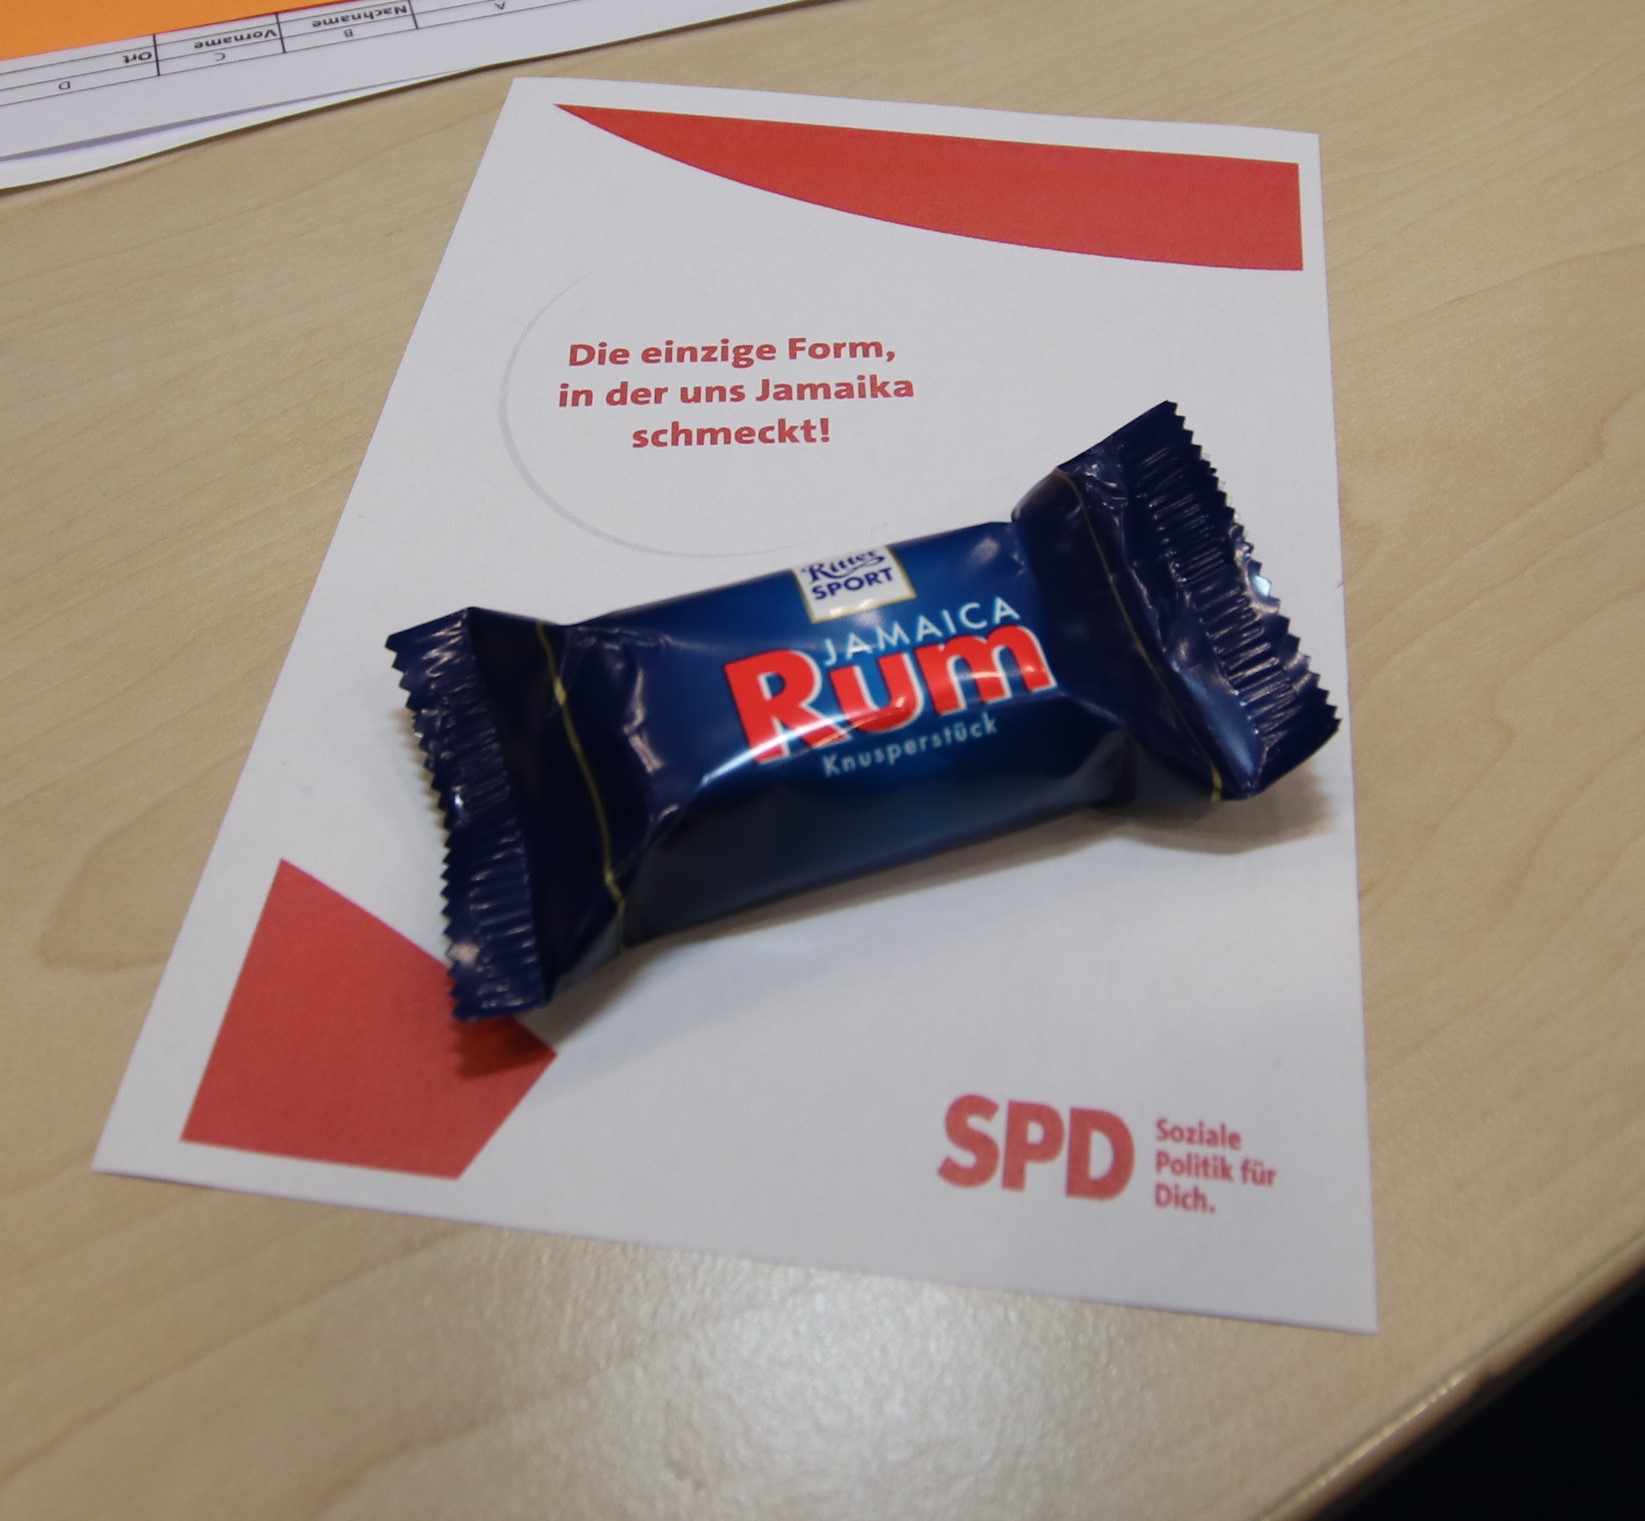 A
B
C
D
Nachname
Vorname
Ort
Die einzige Form,
in der uns Jamaika
schmeckt!
Ritter
SPORT
JAMAICA
Rum
Knusperstück
SPD
Soziale
Politik für
Dich.